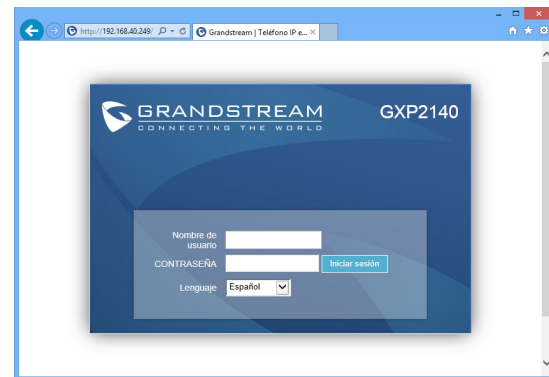 http://192.168.40.249/
Grandstream | Teléfono IP e...
GRANDSTREAM
CONNECTING THE WORLD
GXP2140
Nombre de
usuario
CONTRASEÑA
Iniciar sesión
Lenguaje
Español